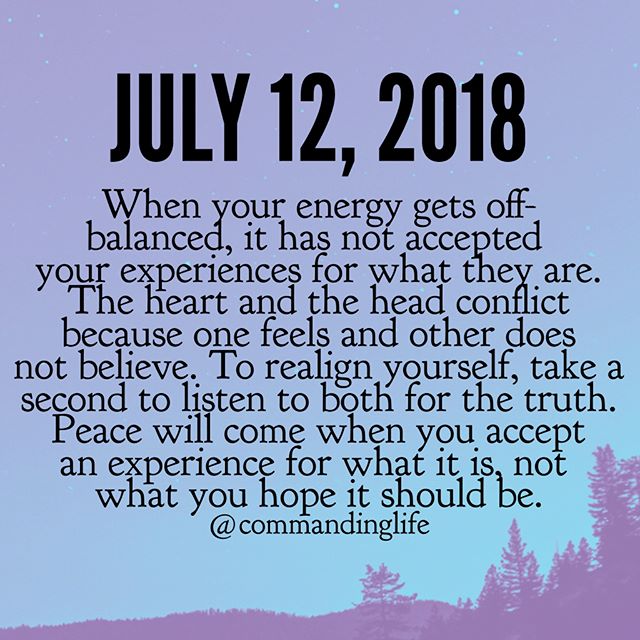 JULY 12, 2018
When your energy gets off-
balanced, it has not accepted
your experiences for what they are.
The heart and the head conflict
because one feels and other does
not believe. To realign yourself, take a
second to listen to both for the truth.
Peace will come when you accept
an experience for what it is, not
what you hope it should be.
@commandinglife